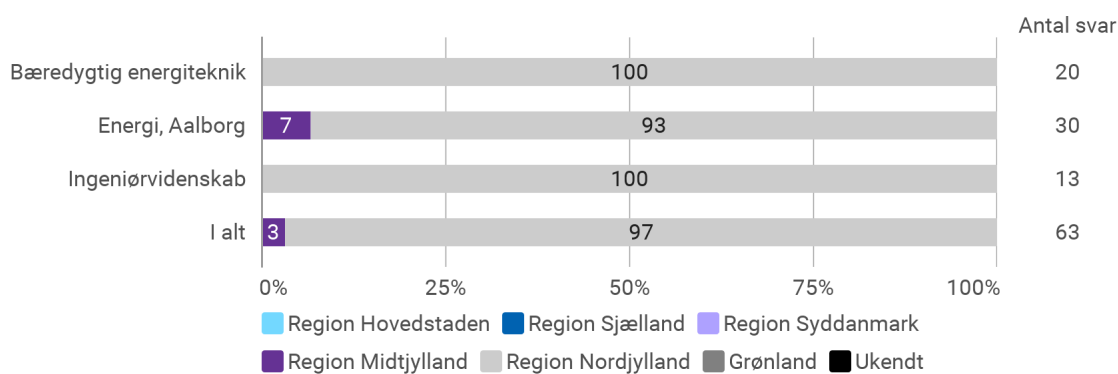 Antal svar
Bæredygtig energiteknik 100 20
Energi, Aalborg 7 93 30
Ingeniørvidenskab 100 13
I alt 3 97 63
0% 25% 50% 75% 100%
Region Hovedstaden Region Sjælland Region Syddanmark
Region Midtjylland Region Nordjylland Grønland Ukendt